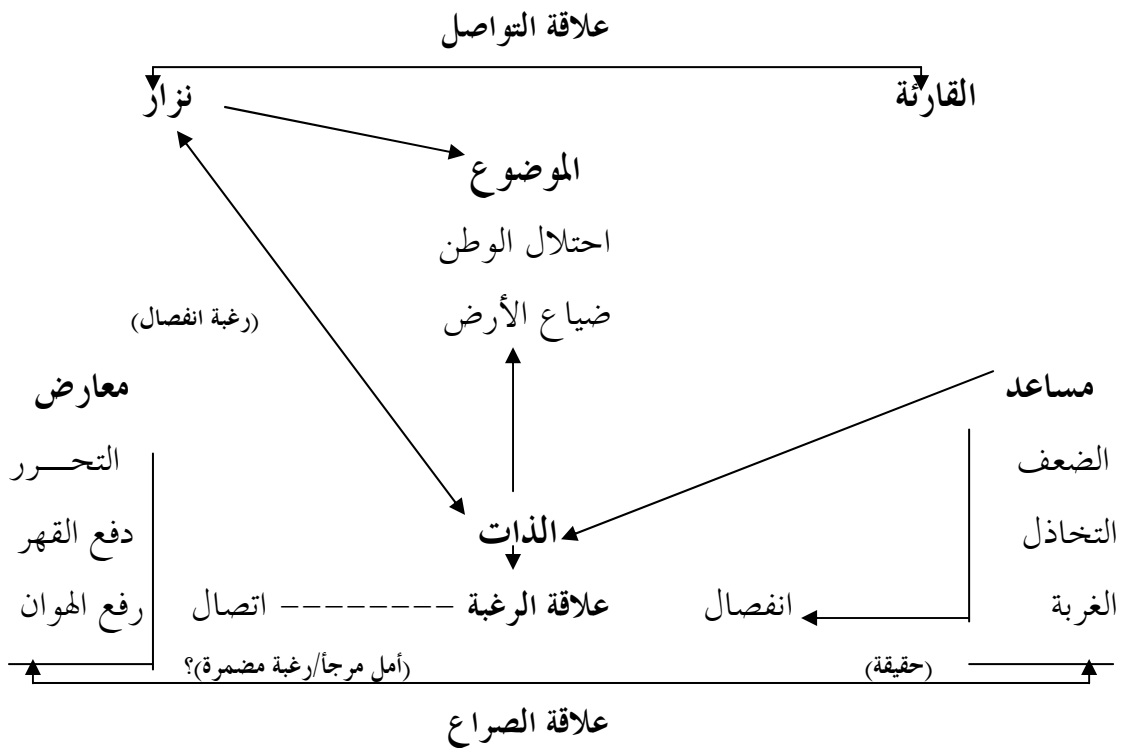 علاقة التواصل
القارئة
نزار
الموضوع
احتلال الوطن
ضياع الأرض
(رغبة انفصال)
مساعد
معارض
الضعف
التحـــرر
التخاذل
الذات
دفع القهر
الغربة
انفصال
علاقة الرغبة -------- اتصال
رفع الهوان
(حقيقة)
(أمل مرجأ/رغبة مضمرة)؟
علاقة الصراع